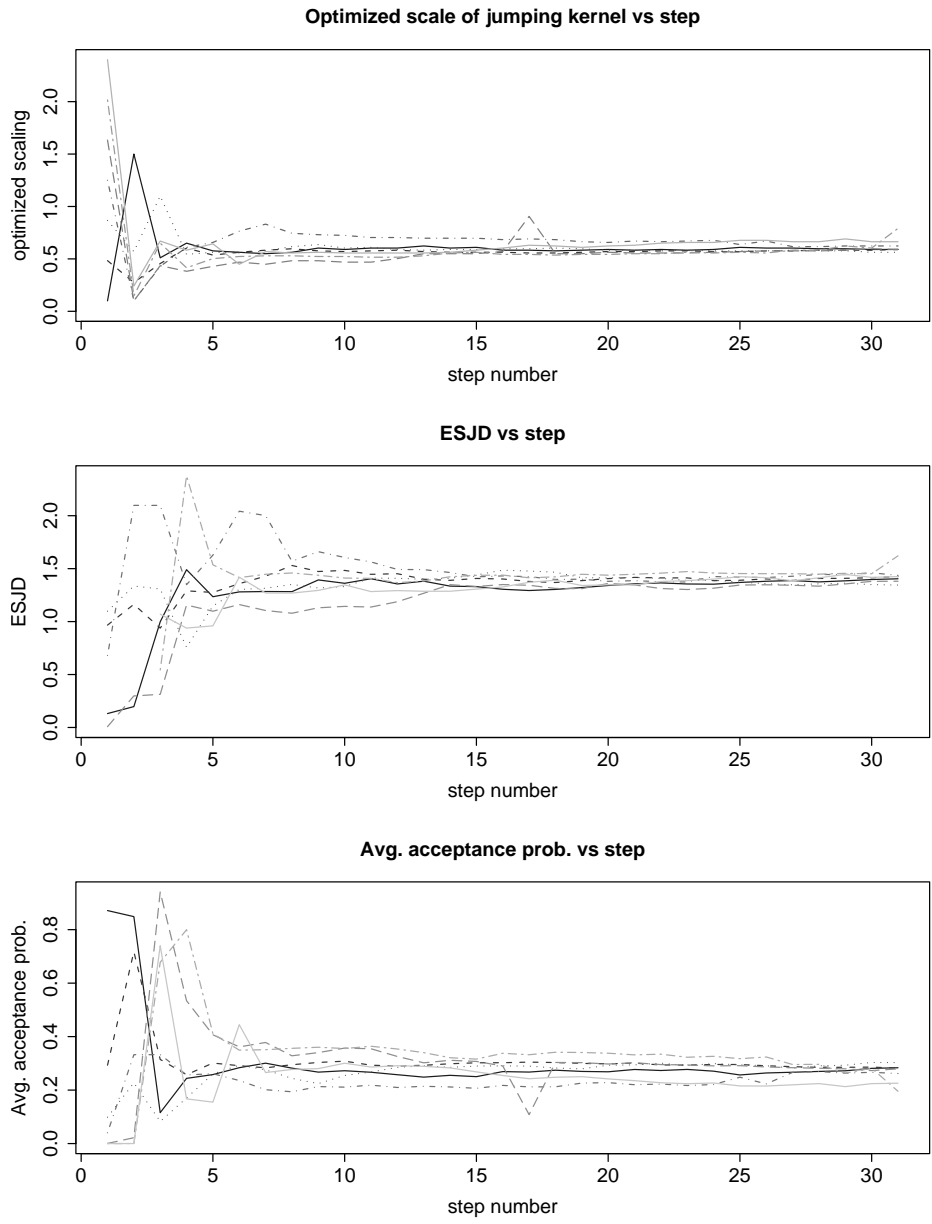 Optimized scale of jumping kernel vs step
optimized scaling
2.0
1.5
1.0
0.5
0.0
0 5 10 15 20 25 30
step number
ESJD vs step
ESJD
2.0
1.5
1.0
0.5
0.0
0 5 10 15 20 25 30
step number
Avg. acceptance prob. vs step
Avg. acceptance prob.
0.8
0.6
0.4
0.2
0.0
0 5 10 15 20 25 30
step number